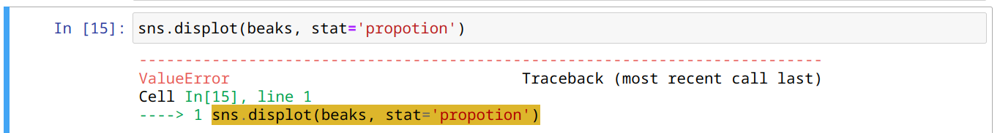 In [15]: sns.displot(beaks, stat='propotion')
---------------------------------------------------------------------------
ValueError                                Traceback (most recent call last)
Cell In[15], line 1
----> 1 sns.displot(beaks, stat='propotion')